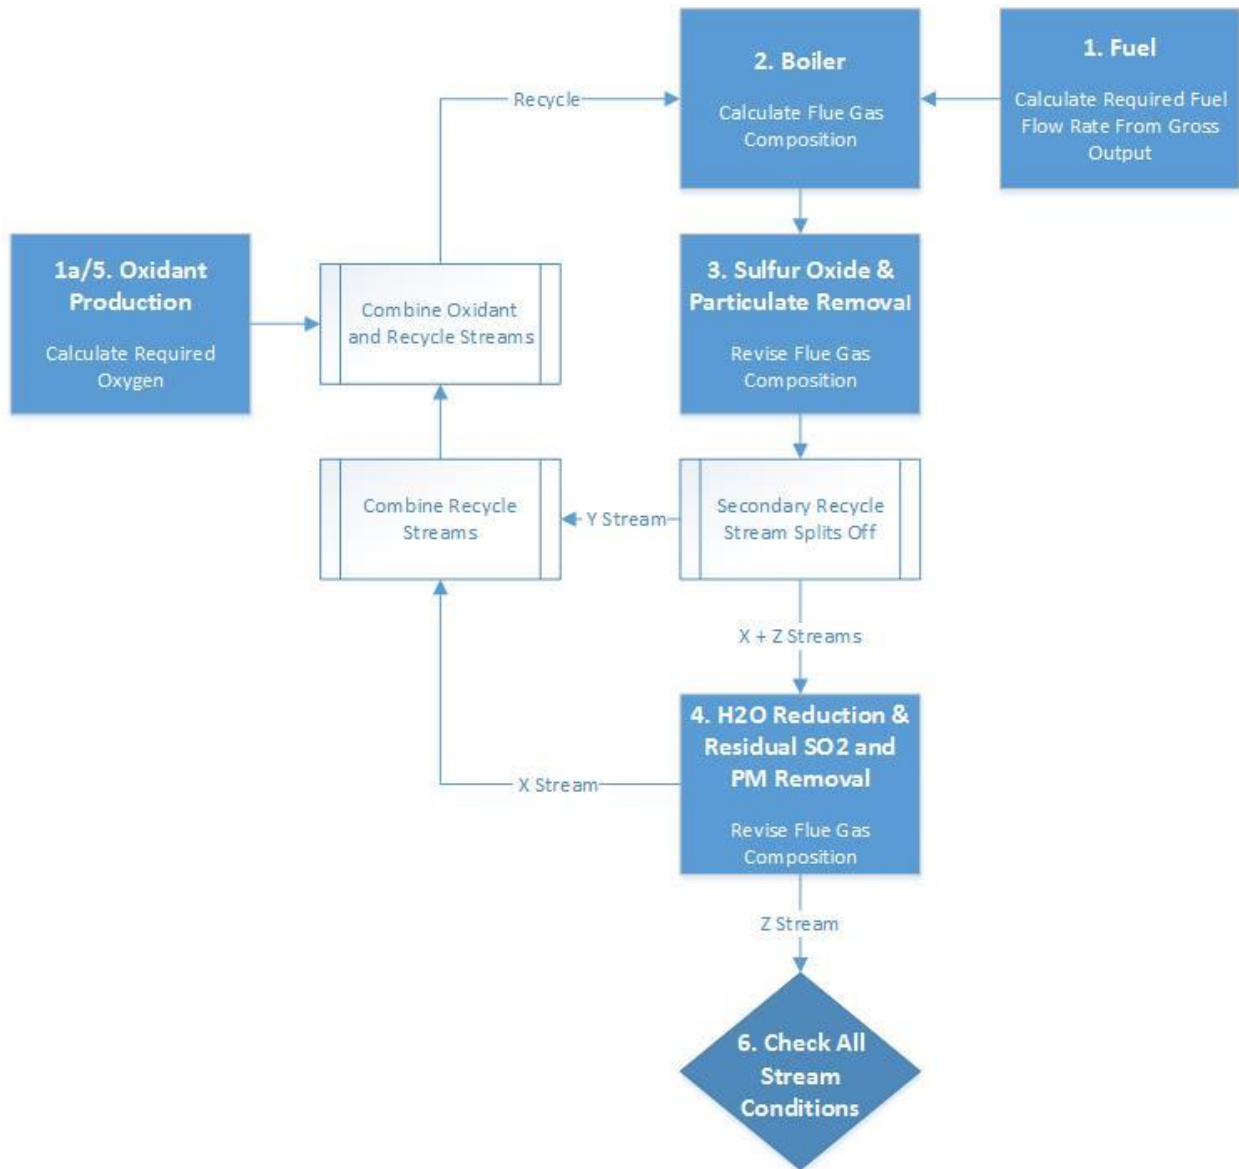 2. Boiler
Calculate Flue Gas
Composition
1. Fuel
Calculate Required Fuel
Flow Rate From Gross
Output
Recycle
1a/5. Oxidant
Production
Calculate Required
Oxygen
Combine Oxidant
and Recycle Streams
3. Sulfur Oxide &
Particulate Removal
Revise Flue Gas
Composition
Combine Recycle
Streams
Y Stream
Secondary Recycle
Stream Splits Off
X + Z Streams
4. H2O Reduction &
Residual SO2 and
PM Removal
Revise Flue Gas
Composition
X Stream
Z Stream
6. Check All
Stream
Conditions